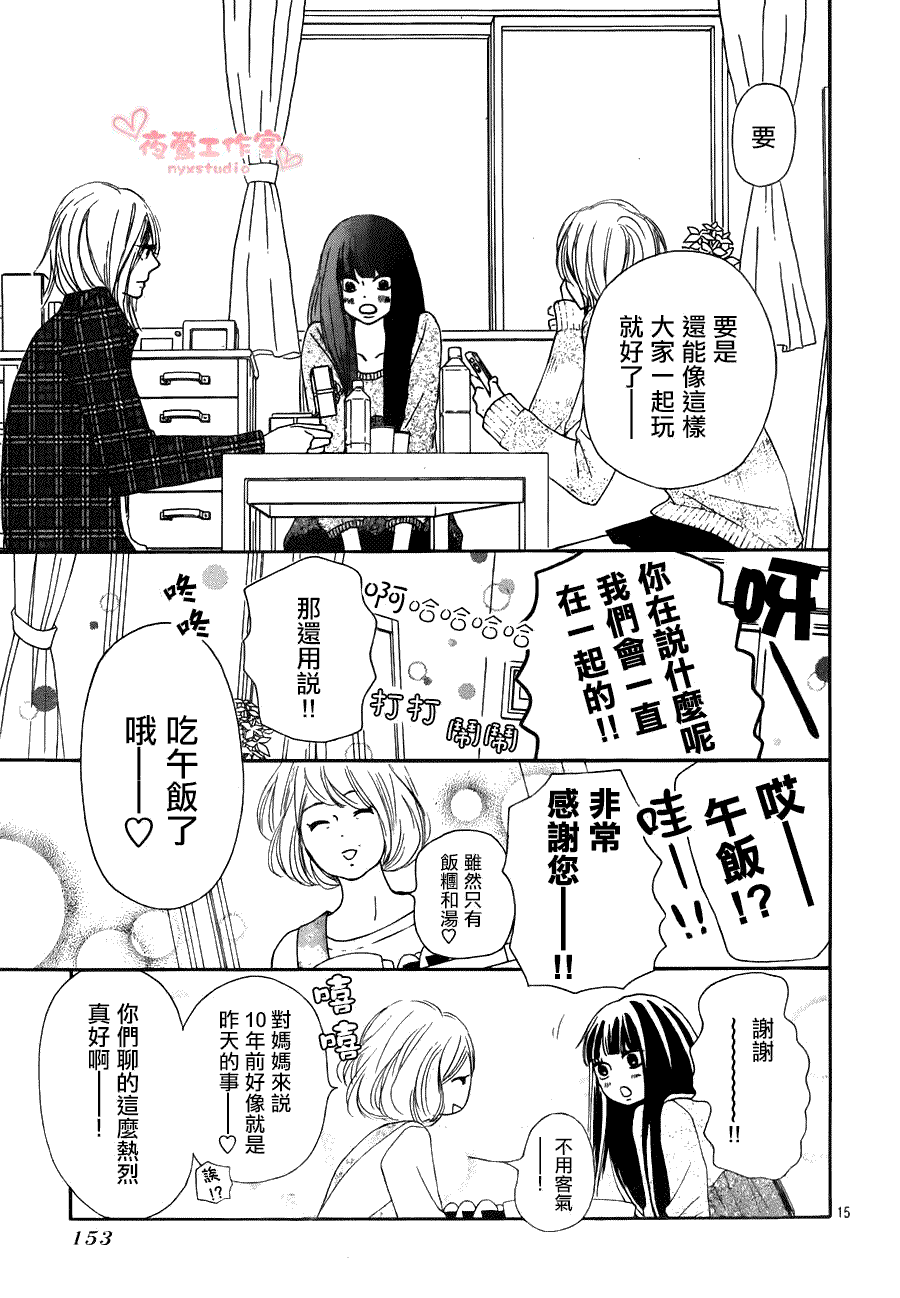 夜鶯工作室
nyxstudio
要
要是
還能像這樣
大家一起玩
就好了——
呀——
你在說什麼呢
我們會一直
在一起的!!
啊哈哈哈哈
打打
鬧鬧
那還用說!!
咚咚
吃午飯了
哦——♡
哎——
午飯!?
哇——!!
非常
感謝您——!!
雖然只有
飯糰和湯♡
謝謝
~~~~!!
不用客氣
——!
嘻嘻
對媽媽來說
10年前好像就是
昨天的事——♡
誒!?
你們聊的這麼熱烈
真好啊——!
15
153